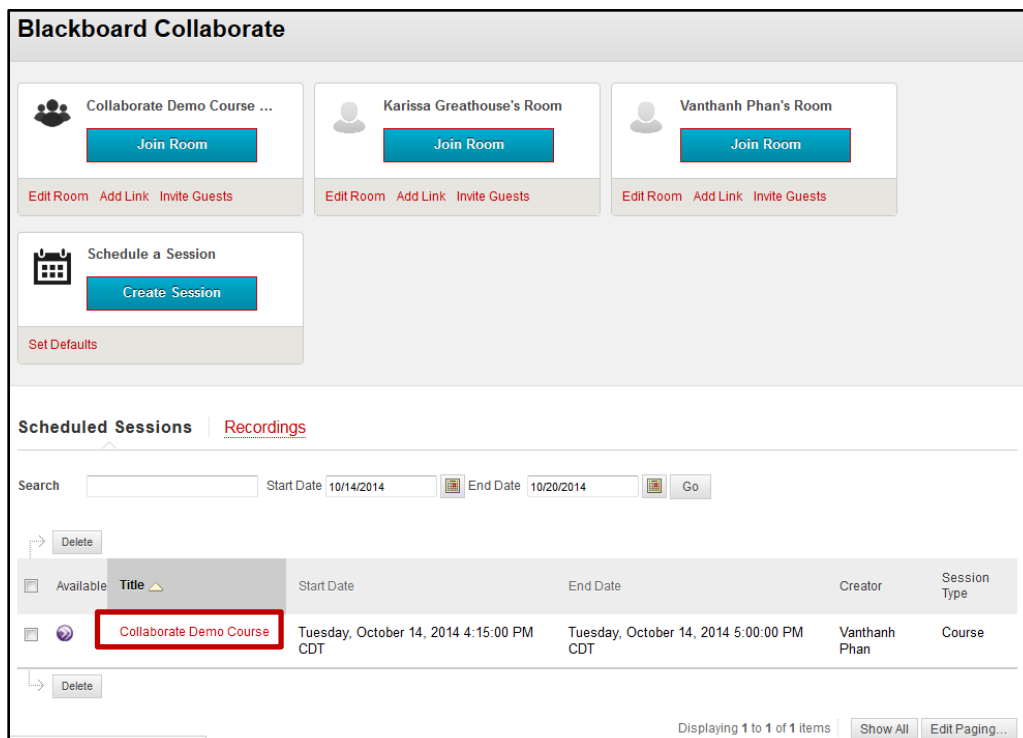 Blackboard Collaborate
Collaborate Demo Course ...
Join Room
Edit Room Add Link Invite Guests
Karissa Greathouse's Room
Join Room
Edit Room Add Link Invite Guests
Vanthanh Phan's Room
Join Room
Edit Room Add Link Invite Guests
Schedule a Session
Create Session
Set Defaults
Scheduled Sessions Recordings
Search Start Date 10/14/2014 End Date 10/20/2014 Go
Delete
Available Title Start Date End Date Creator Session
Type
Collaborate Demo Course Tuesday, October 14, 2014 4:15:00 PM Tuesday, October 14, 2014 5:00:00 PM Vanthanh Course
CDT CDT Phan
Delete
Displaying 1 to 1 of 1 items Show All Edit Paging...